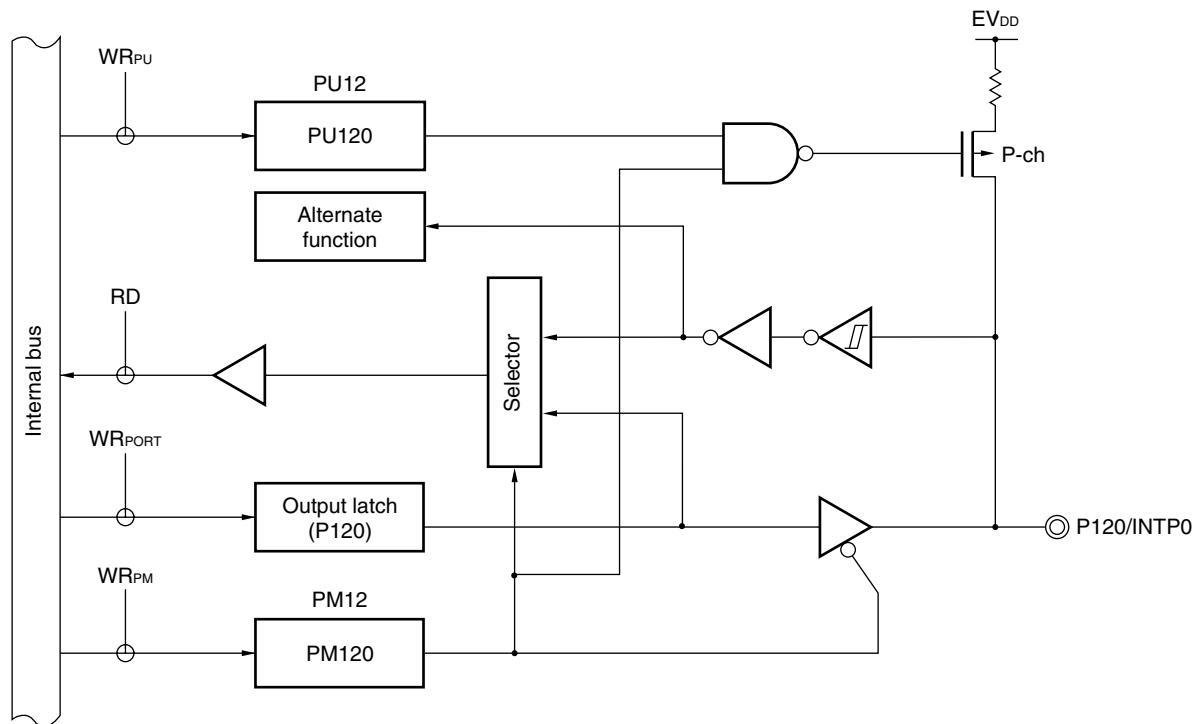 EVDD
WRPU
PU12
PU120
P-ch
Alternate
function
RD
Internal bus
Selector
WRPORT
Output latch
(P120)
P120/INTP0
WRPM
PM12
PM120